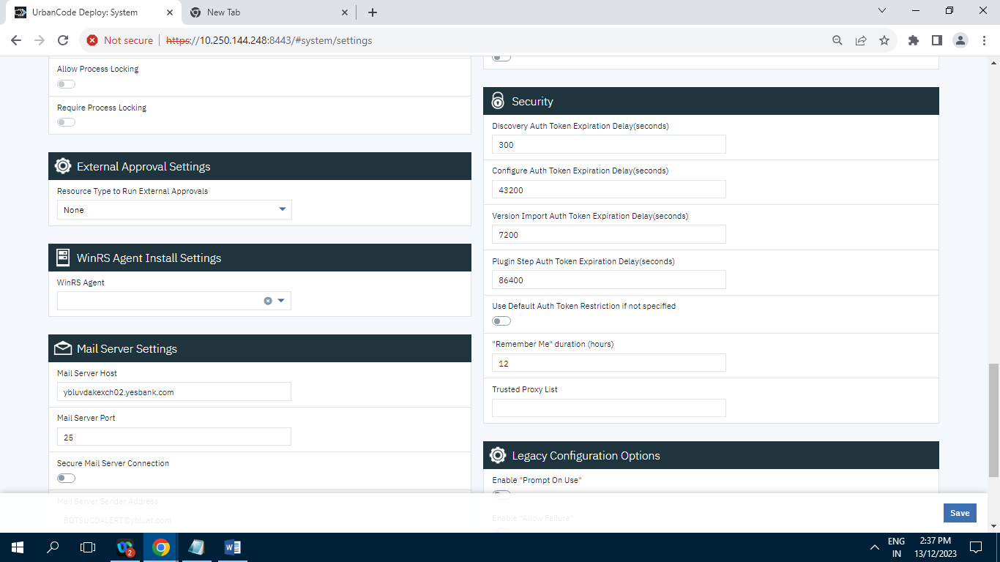 UrbanCode Deploy: System
New Tab
Not secure
https://10.250.144.248:8443/#system/settings
Allow Process Locking
Require Process Locking
External Approval Settings
Resource Type to Run External Approvals
None
WinRS Agent Install Settings
WinRS Agent
Mail Server Settings
Mail Server Host
ybluvdakexch02.yesbank.com
Mail Server Port
25
Secure Mail Server Connection
Mail Server Sender Address
BDTSUCDALERT@ybluat.com
Security
Discovery Auth Token Expiration Delay(seconds)
300
Configure Auth Token Expiration Delay(seconds)
43200
Version Import Auth Token Expiration Delay(seconds)
7200
Plugin Step Auth Token Expiration Delay(seconds)
86400
Use Default Auth Token Restriction if not specified
"Remember Me" duration (hours)
12
Trusted Proxy List
Legacy Configuration Options
Enable "Prompt On Use"
Enable "Allow Failure"
Save
2
ENG
IN
2:37 PM
13/12/2023